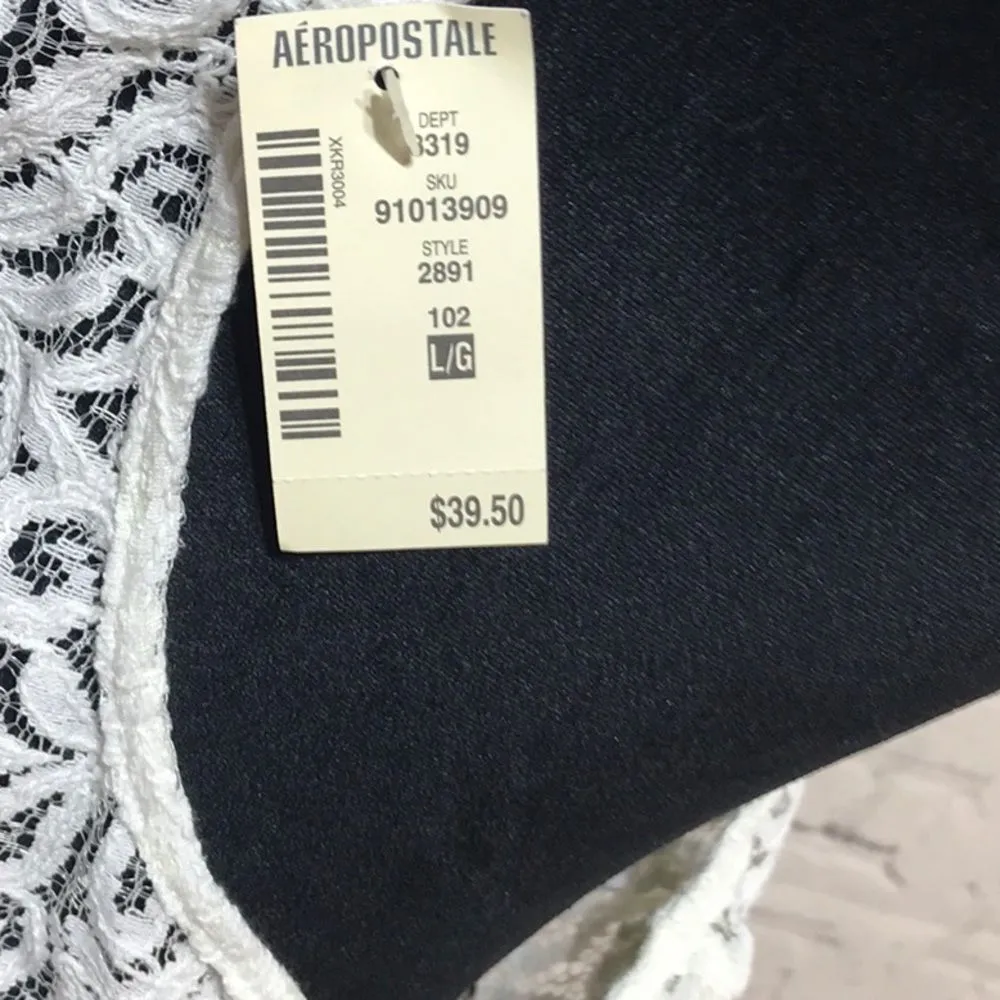 AÉROPOSTALE
DEPT
3319
SKU
91013909
STYLE
2891
102
L/G
XKR3004
$39.50